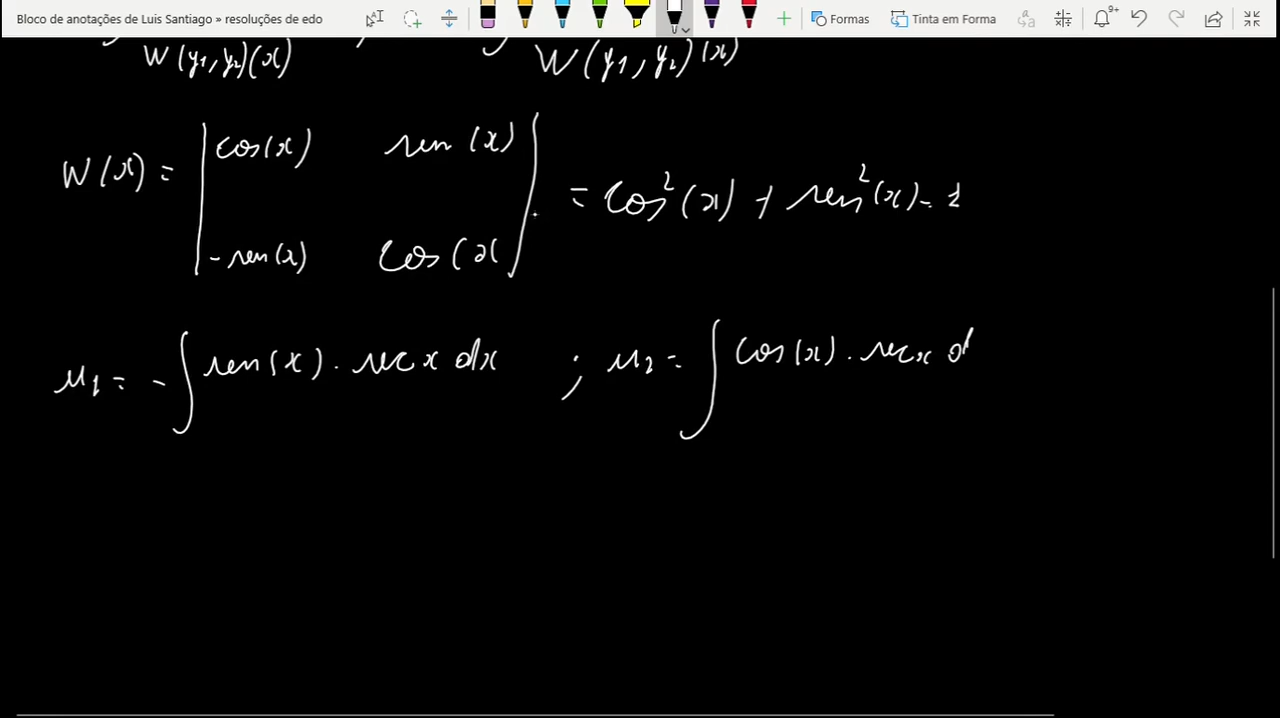 Bloco de anotações de Luis Santiago » resoluções de edo
Formas
Tinta em Forma
9+
W(y1, y2)(x) , W(y1, y2)(x)
W(x) = | cos(x) sen(x) | = cos²(x) + sen²(x) = 1
-sen(x) cos(x
u1 = - ∫ sen(x) . sec x dx ; u2 = ∫ cos(x) . sec x d